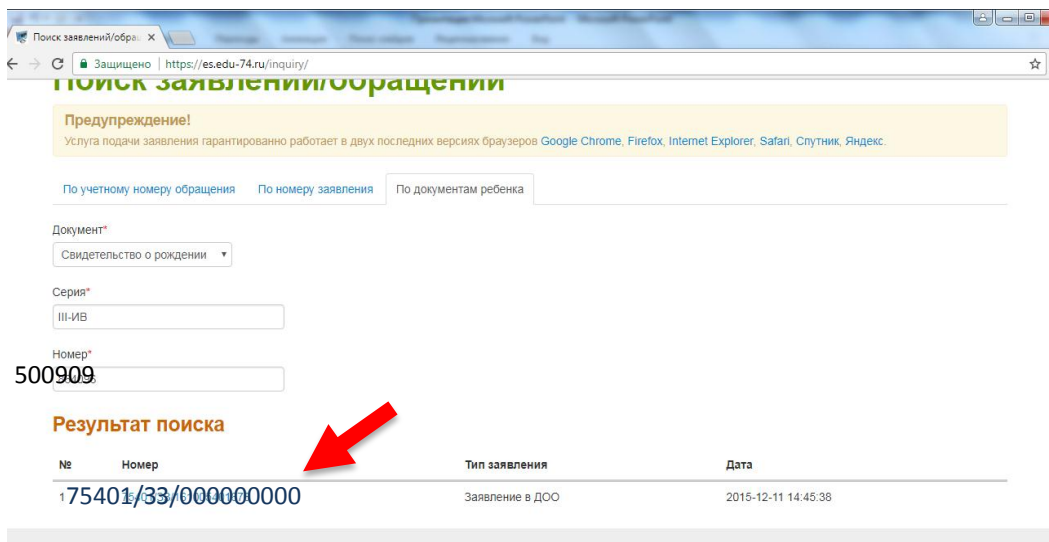 Поиск заявлений/обра
Защищено | https://es.edu-74.ru/inquiry/
Поиск заявлений/обращений
Предупреждение!
Услуга подачи заявления гарантированно работает в двух последних версиях браузеров Google Chrome, Firefox, Internet Explorer, Safari, Спутник, Яндекс.
По учетному номеру обращения По номеру заявления По документам ребенка
Документ*
Свидетельство о рождении
Серия*
III-ИВ
Номер*
500909
Результат поиска
№ Номер Тип заявления Дата
1 75401/33/000000000 Заявление в ДОО 2015-12-11 14:45:38